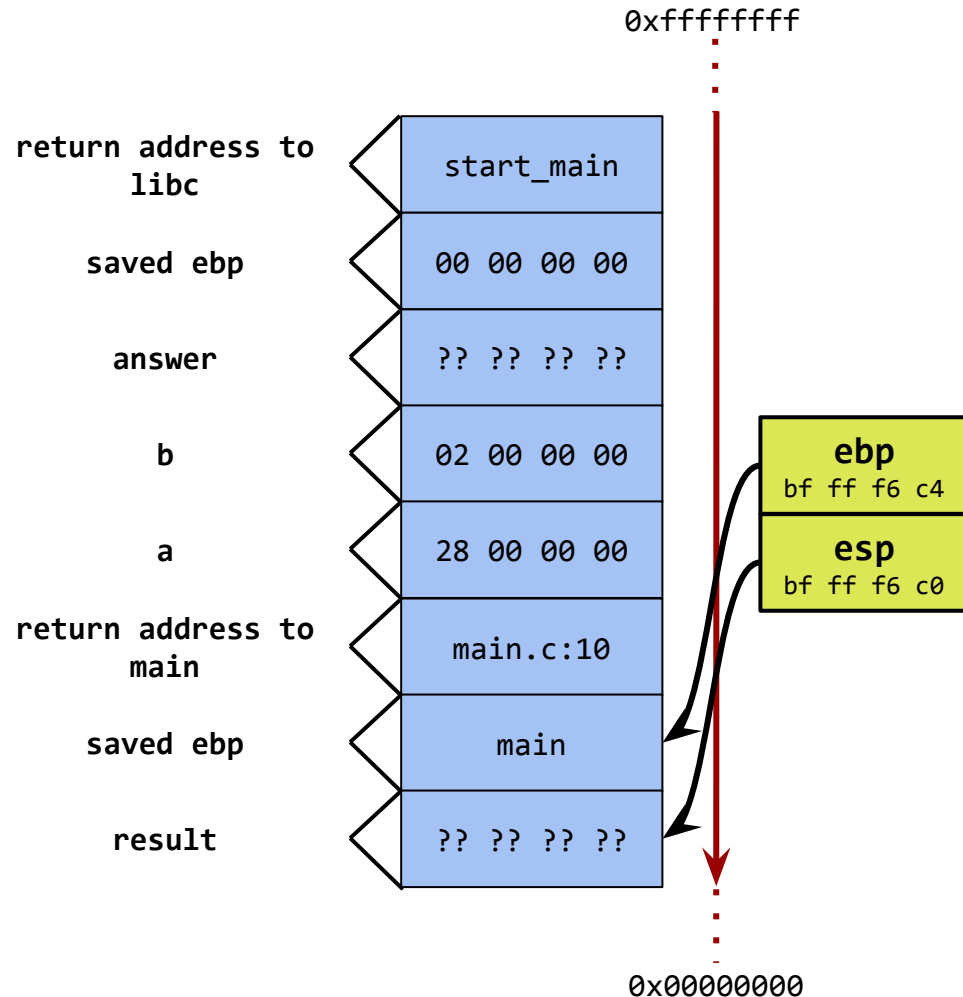 0xffffffff
return address to
libc
start_main
saved ebp
00 00 00 00
answer
?? ?? ?? ??
b
02 00 00 00
ebp
bf ff f6 c4
a
28 00 00 00
esp
bf ff f6 c0
return address to
main
main.c:10
saved ebp
main
result
?? ?? ?? ??
0x00000000